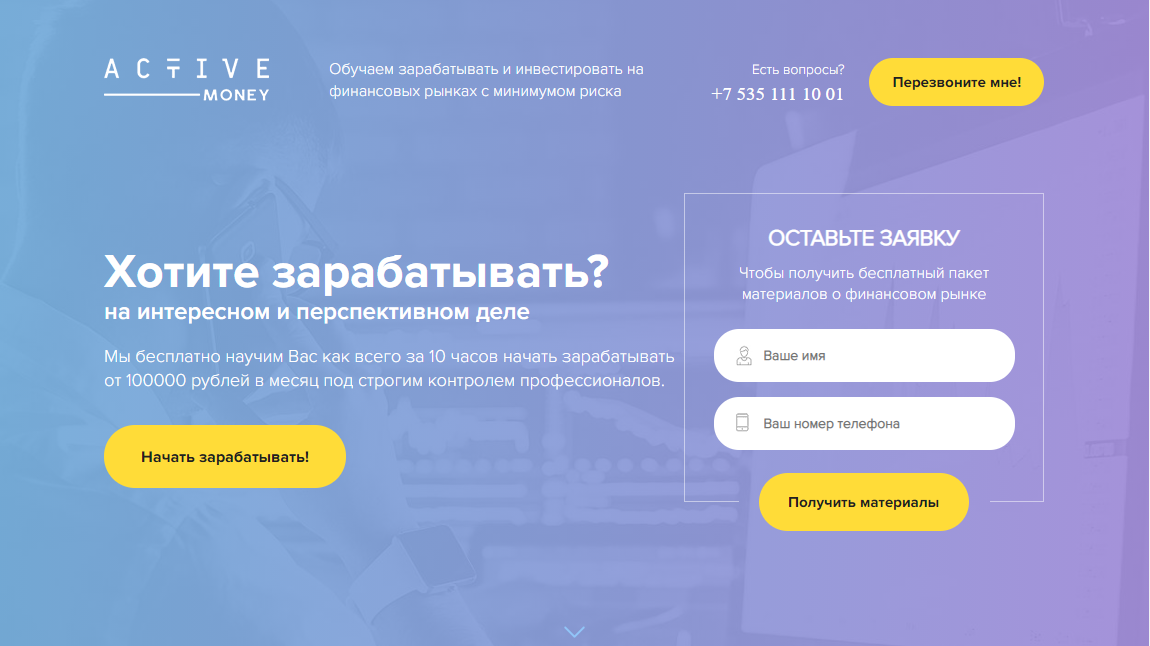 ACTIVE
MONEY
Обучаем зарабатывать и инвестировать на
финансовых рынках с минимумом риска
Есть вопросы?
+7 535 111 10 01
Перезвоните мне!
Хотите зарабатывать?
на интересном и перспективном деле
Мы бесплатно научим Вас как всего за 10 часов начать зарабатывать
от 100000 рублей в месяц под строгим контролем профессионалов.
Начать зарабатывать!
ОСТАВЬТЕ ЗАЯВКУ
Чтобы получить бесплатный пакет
материалов о финансовом рынке
Ваше имя
Ваш номер телефона
Получить материалы